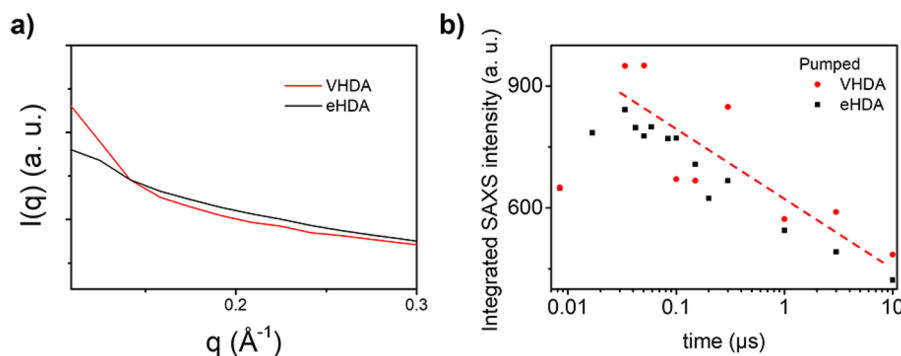 a)
I(q) (a. u.)
VHDA
eHDA
0.2
0.3
q (Å⁻¹)
b)
Integrated SAXS intensity (a. u.)
900
600
Pumped
VHDA
eHDA
0.01
0.1
1
10
time (µs)